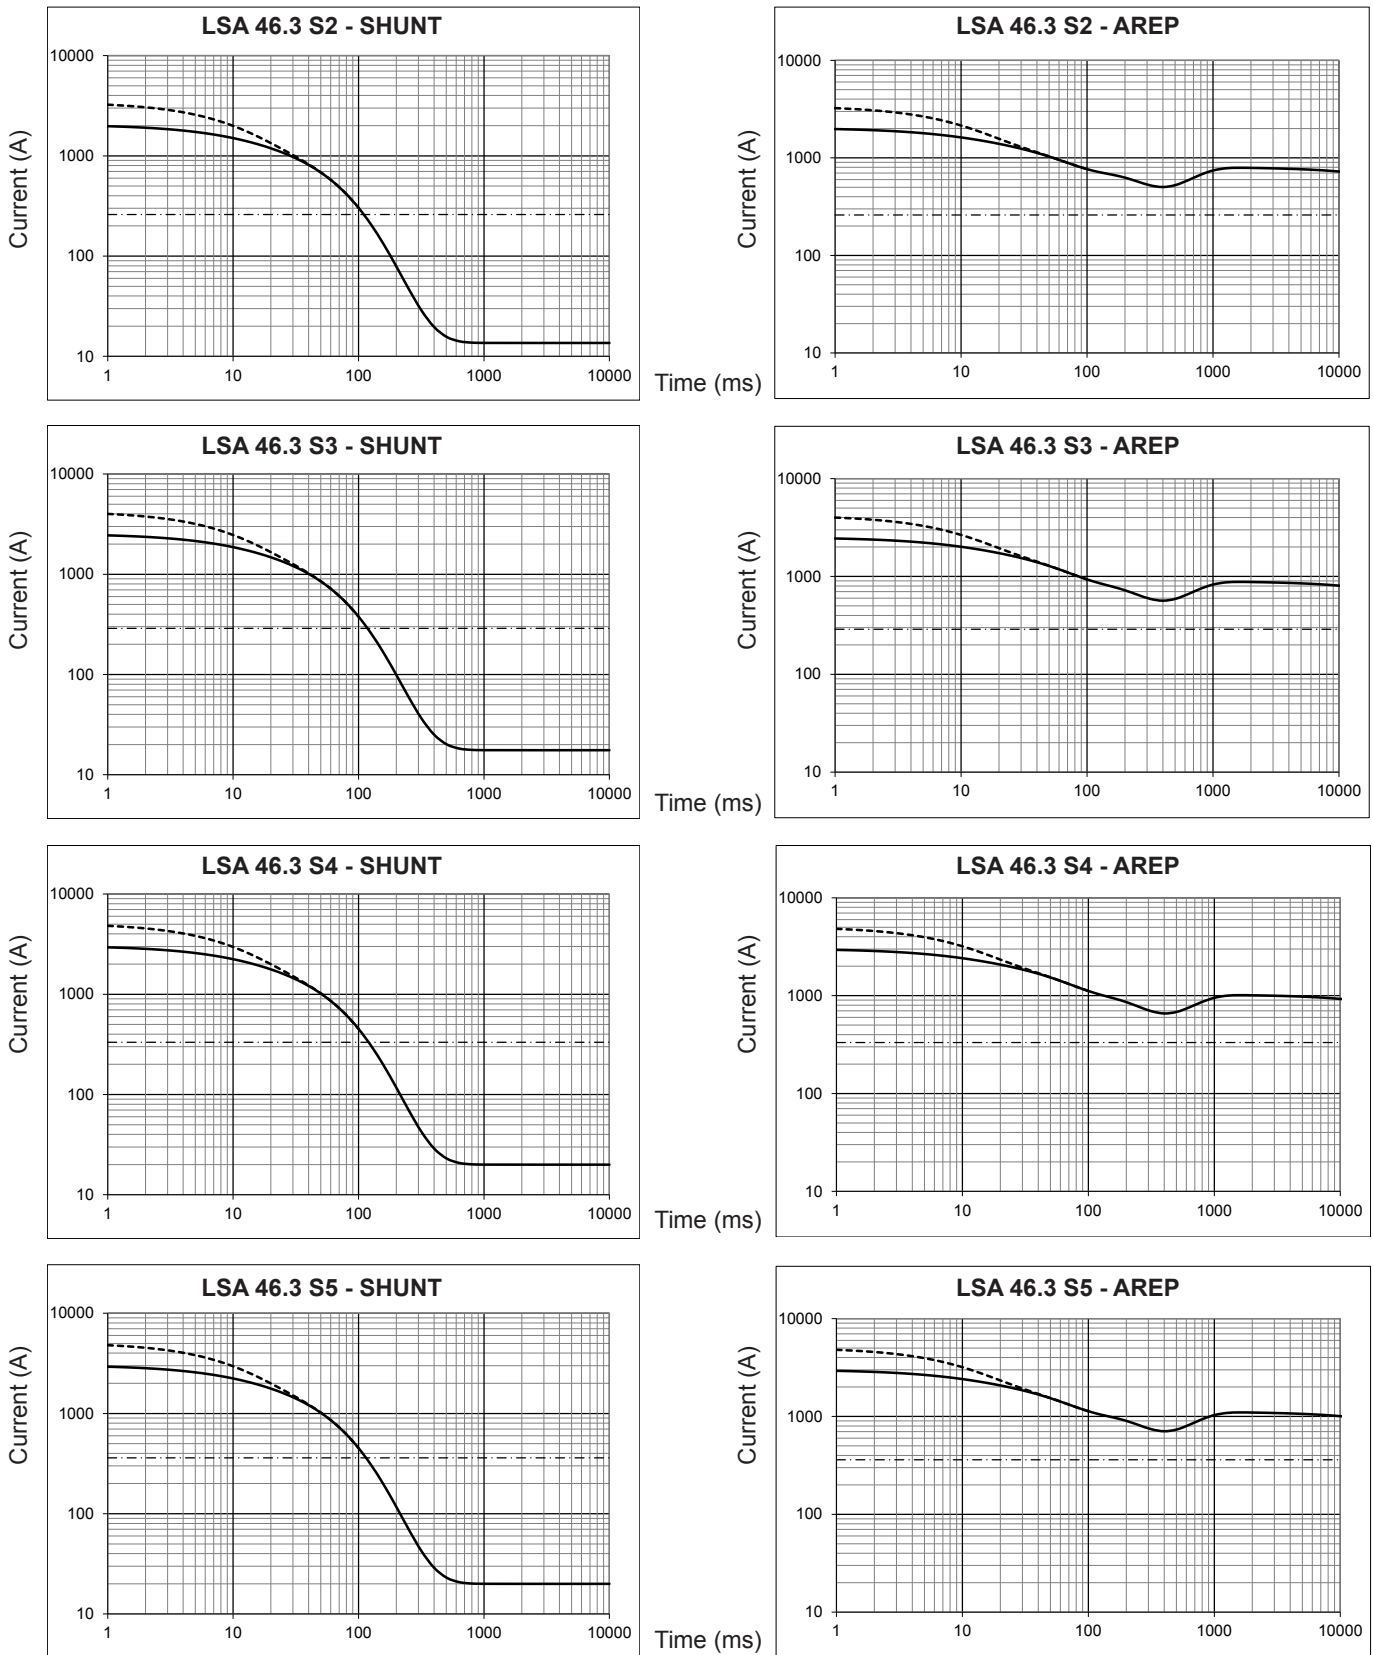 LSA 46.3 S2 - SHUNT
Current (A)
10000
1000
100
10
1 10 100 1000 10000
Time (ms)
LSA 46.3 S2 - AREP
Current (A)
10000
1000
100
10
1 10 100 1000 10000
LSA 46.3 S3 - SHUNT
Current (A)
10000
1000
100
10
1 10 100 1000 10000
Time (ms)
LSA 46.3 S3 - AREP
Current (A)
10000
1000
100
10
1 10 100 1000 10000
LSA 46.3 S4 - SHUNT
Current (A)
10000
1000
100
10
1 10 100 1000 10000
Time (ms)
LSA 46.3 S4 - AREP
Current (A)
10000
1000
100
10
1 10 100 1000 10000
LSA 46.3 S5 - SHUNT
Current (A)
10000
1000
100
10
1 10 100 1000 10000
Time (ms)
LSA 46.3 S5 - AREP
Current (A)
10000
1000
100
10
1 10 100 1000 10000